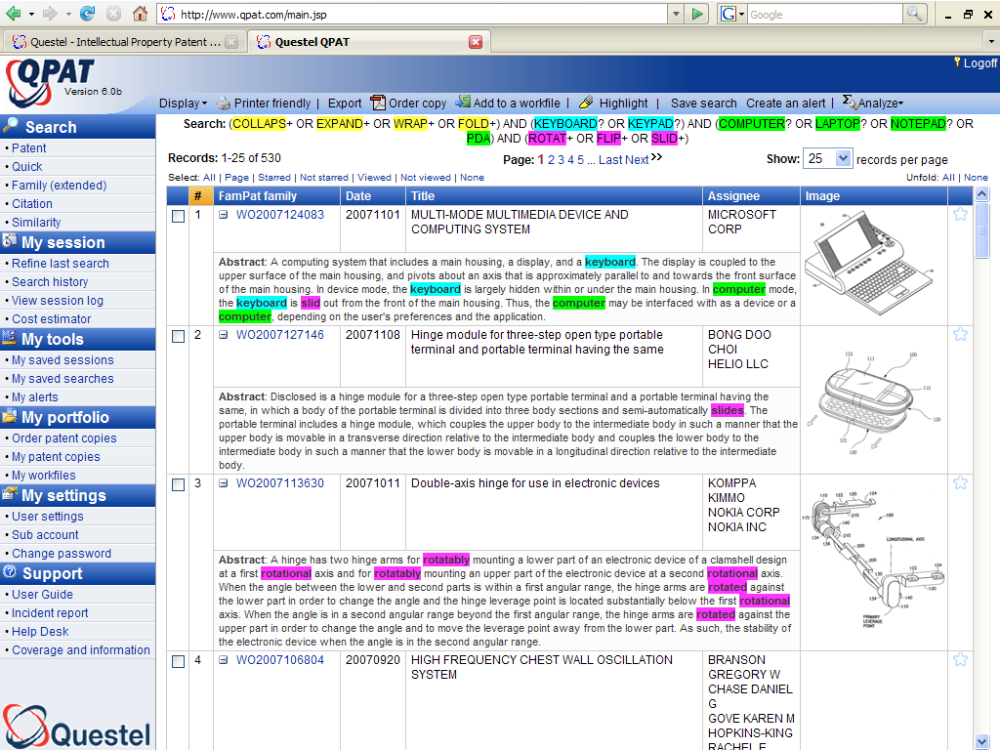 http://www.qpat.com/main.jsp
Google
Questel - Intellectual Property Patent ...
Questel QPAT
QPAT
Version 6.0b
Logoff
Display
Printer friendly | Export Order copy Add to a workfile | Highlight | Save search Create an alert | Analyze
Search: (COLLAPS+ OR EXPAND+ OR WRAP+ OR FOLD+) AND (KEYBOARD? OR KEYPAD?) AND (COMPUTER? OR LAPTOP? OR NOTEPAD? OR
PDA) AND (ROTAT+ OR FLIP+ OR SLID+)
Records: 1-25 of 530
Page: 1 2 3 4 5 ... Last Next >>
Show: 25 records per page
Select: All | Page | Starred | Not starred | Viewed | Not viewed | None
Unfold: All | None
Search
• Patent
• Quick
• Family (extended)
• Citation
• Similarity
My session
• Refine last search
• Search history
• View session log
• Cost estimator
My tools
• My saved sessions
• My saved searches
• My alerts
My portfolio
• Order patent copies
• My patent copies
• My workfiles
My settings
• User settings
• Sub account
• Change password
Support
• User Guide
• Incident report
• Help Desk
• Coverage and information
Questel
# FamPat family Date Title Assignee Image
1 WO2007124083 20071101 MULTI-MODE MULTIMEDIA DEVICE AND
COMPUTING SYSTEM
MICROSOFT
CORP
Abstract: A computing system that includes a main housing, a display, and a keyboard. The display is coupled to the
upper surface of the main housing, and pivots about an axis that is approximately parallel to and towards the front surface
of the main housing. In device mode, the keyboard is largely hidden within or under the main housing. In computer mode,
the keyboard is slid out from the front of the main housing. Thus, the computer may be interfaced with as a device or a
computer, depending on the user's preferences and the application.
2 WO2007127146 20071108 Hinge module for three-step open type portable
terminal and portable terminal having the same
BONG DOO
CHOI
HELIO LLC
Abstract: Disclosed is a hinge module for a three-step open type portable terminal and a portable terminal having the
same, in which a body of the portable terminal is divided into three body sections and semi-automatically slides. The
portable terminal includes a hinge module, which couples the upper body to the intermediate body in such a manner that the
upper body is movable in a transverse direction relative to the intermediate body and couples the lower body to the
intermediate body in such a manner that the lower body is movable in a longitudinal direction relative to the intermediate
body.
113
111
100
120
131
130
3 WO2007113630 20071011 Double-axis hinge for use in electronic devices
KOMPPA
KIMMO
NOKIA CORP
NOKIA INC
Abstract: A hinge has two hinge arms for rotatably mounting a lower part of an electronic device of a clamshell design
at a first rotational axis and for rotatably mounting an upper part of the electronic device at a second rotational axis.
When the angle between the lower and second parts is within a first angular range, the hinge arms are rotated against
the lower part in order to change the angle and the hinge leverage point is located substantially below the first rotational
axis. When the angle is in a second angular range beyond the first angular range, the hinge arms are rotated against the
upper part in order to change the angle and to move the leverage point away from the lower part. As such, the stability of
the electronic device when the angle is in the second angular range.
110 122 120 124
LONGITUDINAL AXIS
PRIMARY
LEVERAGE
POINT
4 WO2007106804 20070920 HIGH FREQUENCY CHEST WALL OSCILLATION
SYSTEM
BRANSON
GREGORY W
CHASE DANIEL
G
GOVE KAREN M
HOPKINS-KING
RACHEL E